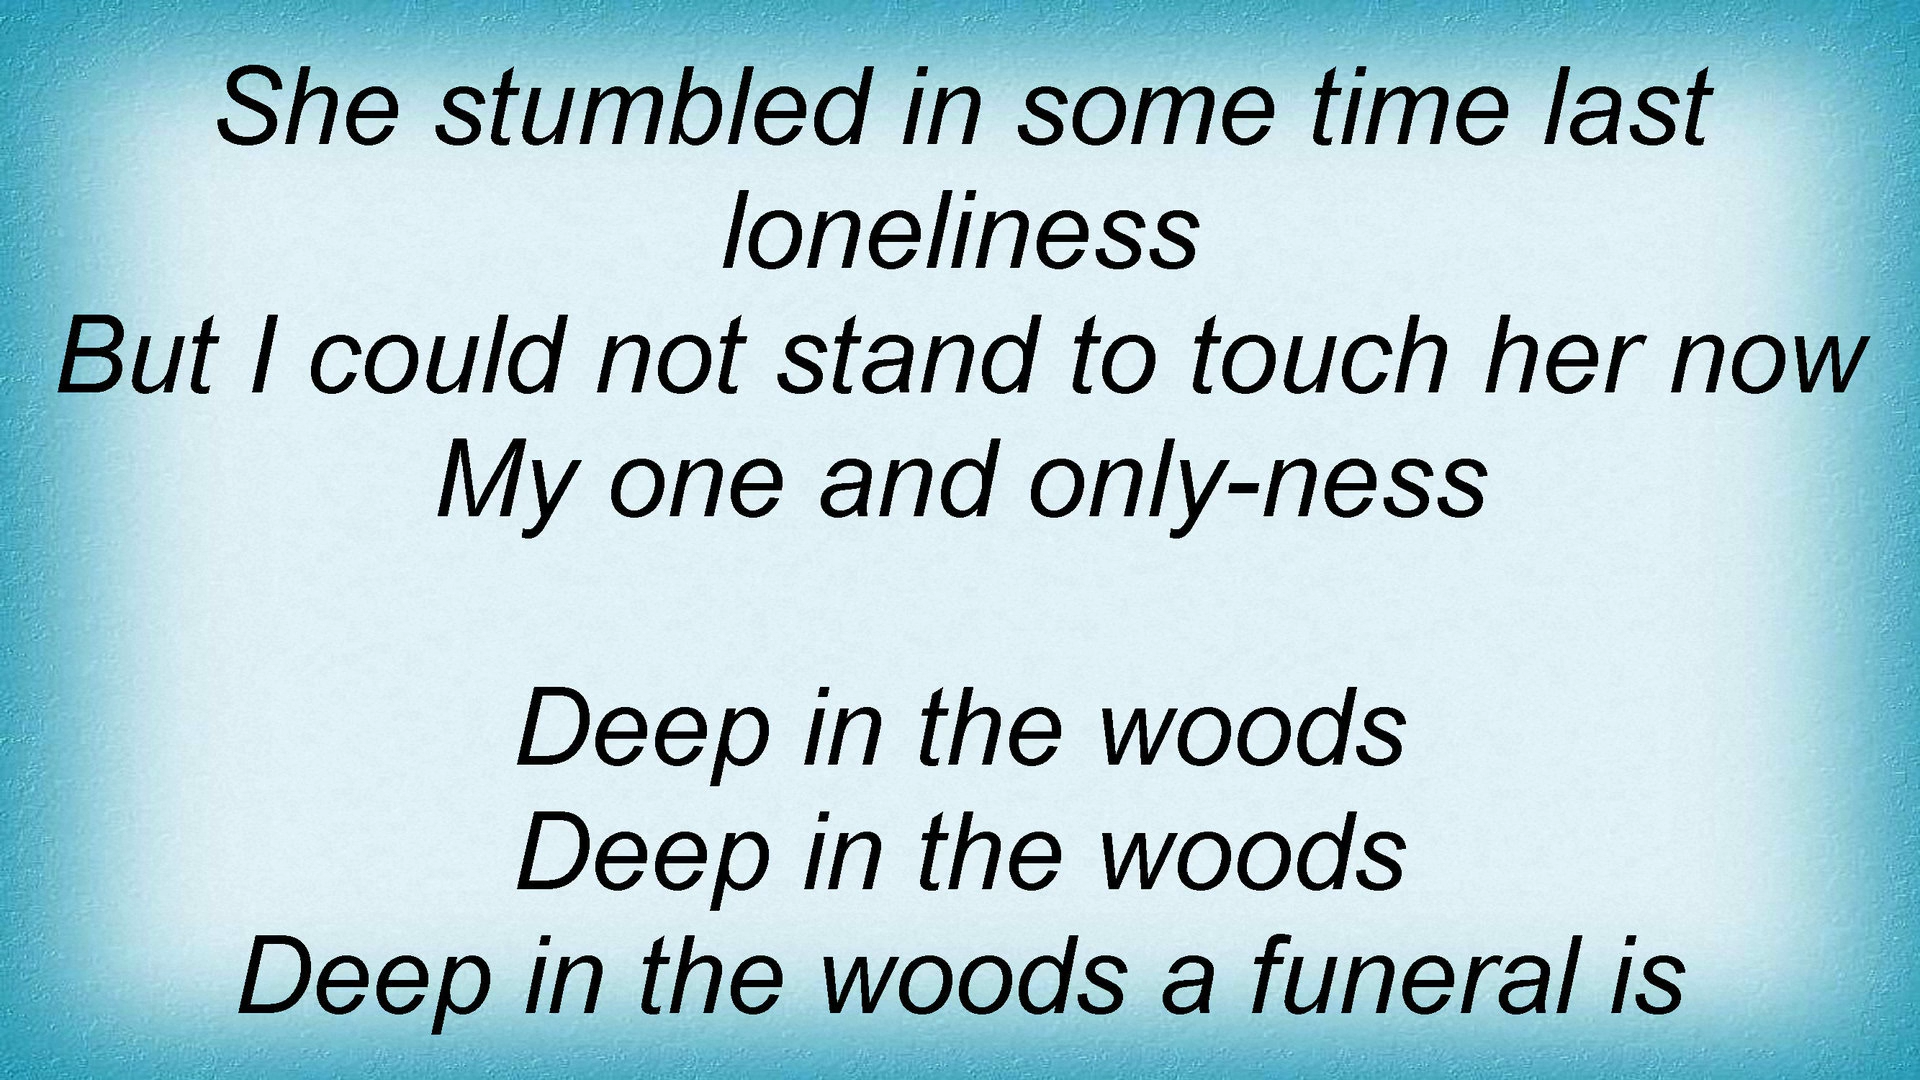 She stumbled in some time last
loneliness
But I could not stand to touch her now
My one and only-ness
Deep in the woods
Deep in the woods
Deep in the woods a funeral is